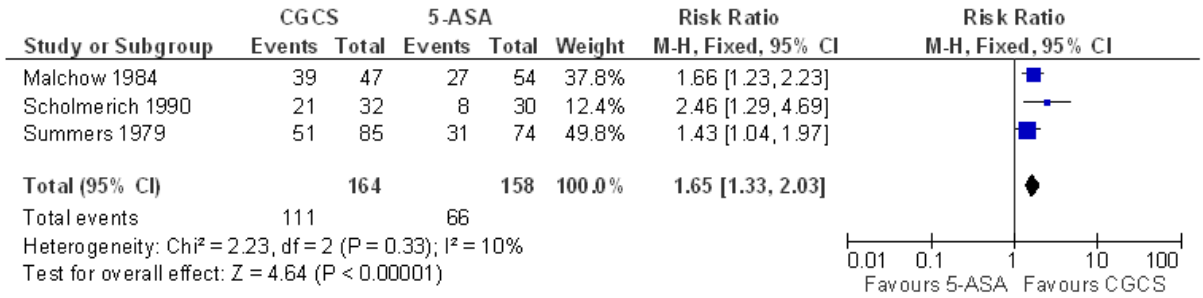 CGCS 5-ASA Risk Ratio Risk Ratio
Study or Subgroup Events Total Events Total Weight M-H, Fixed, 95% CI M-H, Fixed, 95% CI
Malchow 1984 39 47 27 54 37.8% 1.66 [1.23, 2.23]
Scholmerich 1990 21 32 8 30 12.4% 2.46 [1.29, 4.69]
Summers 1979 51 85 31 74 49.8% 1.43 [1.04, 1.97]
Total (95% CI) 164 158 100.0% 1.65 [1.33, 2.03]
Total events 111 66
Heterogeneity: Chi² = 2.23, df = 2 (P = 0.33); I² = 10%
Test for overall effect: Z = 4.64 (P < 0.00001)
0.01 0.1 1 10 100
Favours 5-ASA Favours CGCS